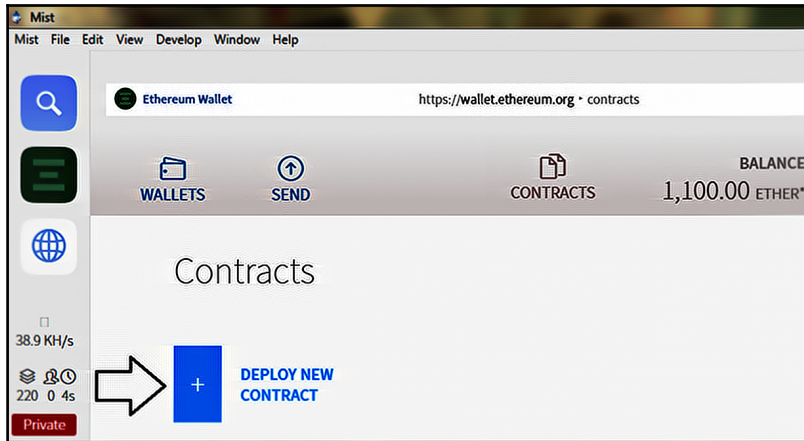 Mist
Mist File Edit View Develop Window Help
Ethereum Wallet https://wallet.ethereum.org ‣ contracts
WALLETS SEND CONTRACTS BALANCE
1,100.00 ETHER*
Contracts
38.9 KH/s
220 0 4s
DEPLOY NEW
CONTRACT
Private